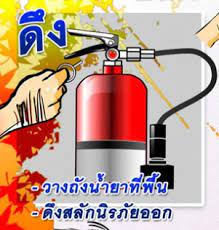 ดึง
- วางถังน้ำยาที่พื้น
- ดึงสลักนิรภัยออก